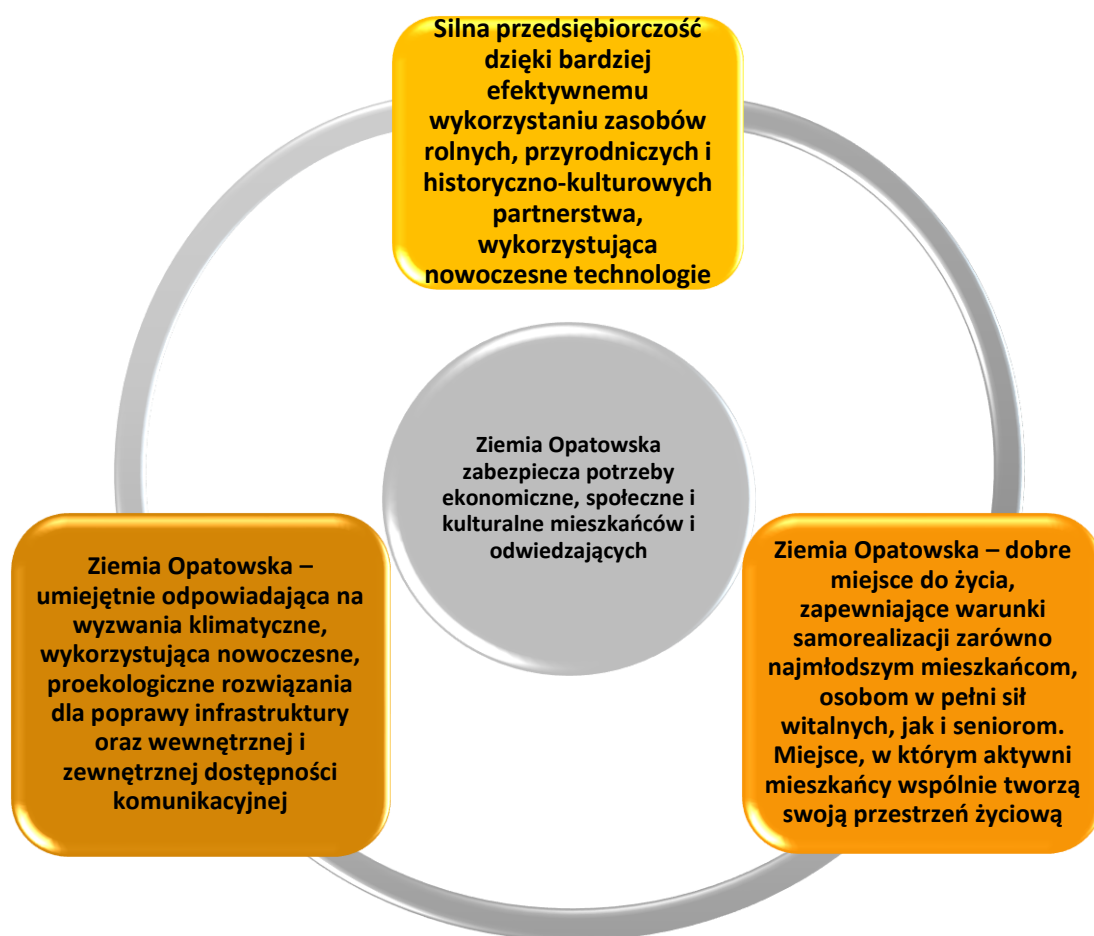 Silna przedsiębiorczość
dzięki bardziej
efektywnemu
wykorzystaniu zasobów
rolnych, przyrodniczych i
historyczno-kulturowych
partnerstwa,
wykorzystująca
nowoczesne technologie
Ziemia Opatowska
zabezpiecza potrzeby
ekonomiczne, społeczne i
kulturalne mieszkańców i
odwiedzających
Ziemia Opatowska –
umiejętnie odpowiadająca na
wyzwania klimatyczne,
wykorzystująca nowoczesne,
proekologiczne rozwiązania
dla poprawy infrastruktury
oraz wewnętrznej i
zewnętrznej dostępności
komunikacyjnej
Ziemia Opatowska – dobre
miejsce do życia,
zapewniające warunki
samorealizacji zarówno
najmłodszym mieszkańcom,
osobom w pełni sił
witalnych, jak i seniorom.
Miejsce, w którym aktywni
mieszkańcy wspólnie tworzą
swoją przestrzeń życiową